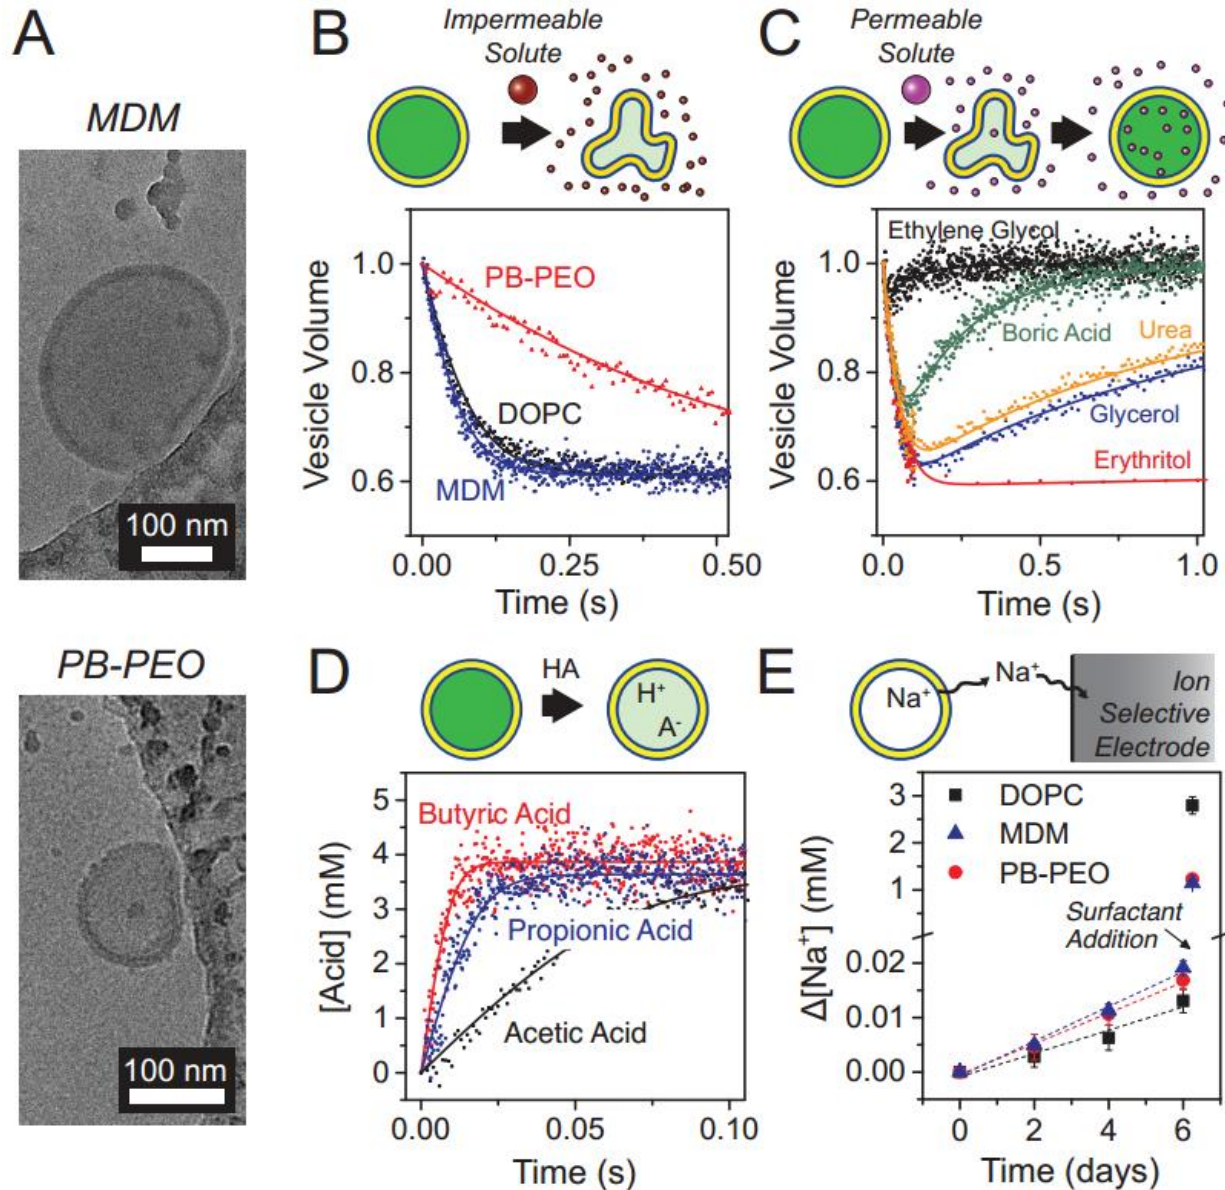 A
MDM
100 nm
PB-PEO
100 nm
B
Impermeable
Solute
Vesicle Volume
1.0
0.8
0.6
PB-PEO
DOPC
MDM
0.00
0.25
0.50
Time (s)
C
Permeable
Solute
Vesicle Volume
1.0
0.8
0.6
Ethylene Glycol
Boric Acid
Urea
Glycerol
Erythritol
0.0
0.5
1.0
Time (s)
D
HA
H+
A-
[Acid] (mM)
5
4
3
2
1
0
Butyric Acid
Propionic Acid
Acetic Acid
0.00
0.05
0.10
Time (s)
E
Na+
Na+
Ion
Selective
Electrode
Δ[Na+] (mM)
3
2
1
0.02
0.01
0.00
DOPC
MDM
PB-PEO
Surfactant
Addition
0
2
4
6
Time (days)